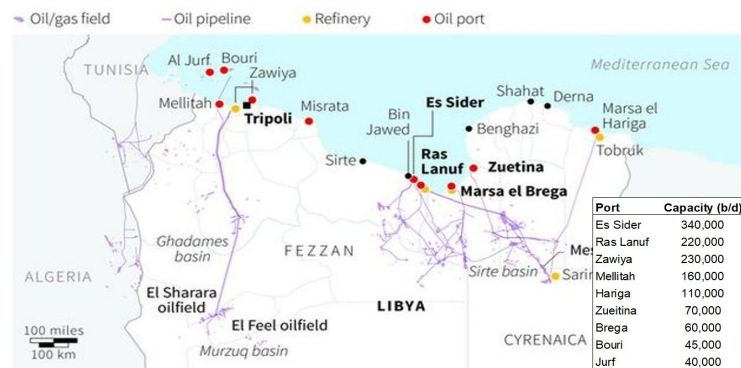 Oil/gas field
Oil pipeline
Refinery
Oil port
TUNISIA
Al Jurf
Bouri
Zawiya
Mellitah
Tripoli
Misrata
Mediterranean Sea
Es Sider
Bin
Jawed
Shahat
Derna
Marsa el
Hariga
Benghazi
Tobruk
Sirte
Ras
Lanuf
Zuetina
Marsa el Brega
Ghadames
basin
FEZZAN
Sirte basin
Mes
Sarir
ALGERIA
El Sharara
oilfield
El Feel oilfield
LIBYA
CYRENAICA
100 miles
100 km
Murzuq basin
Port Capacity (b/d)
Es Sider 340,000
Ras Lanuf 220,000
Zawiya 230,000
Mellitah 160,000
Hariga 110,000
Zueitina 70,000
Brega 60,000
Bouri 45,000
Jurf 40,000